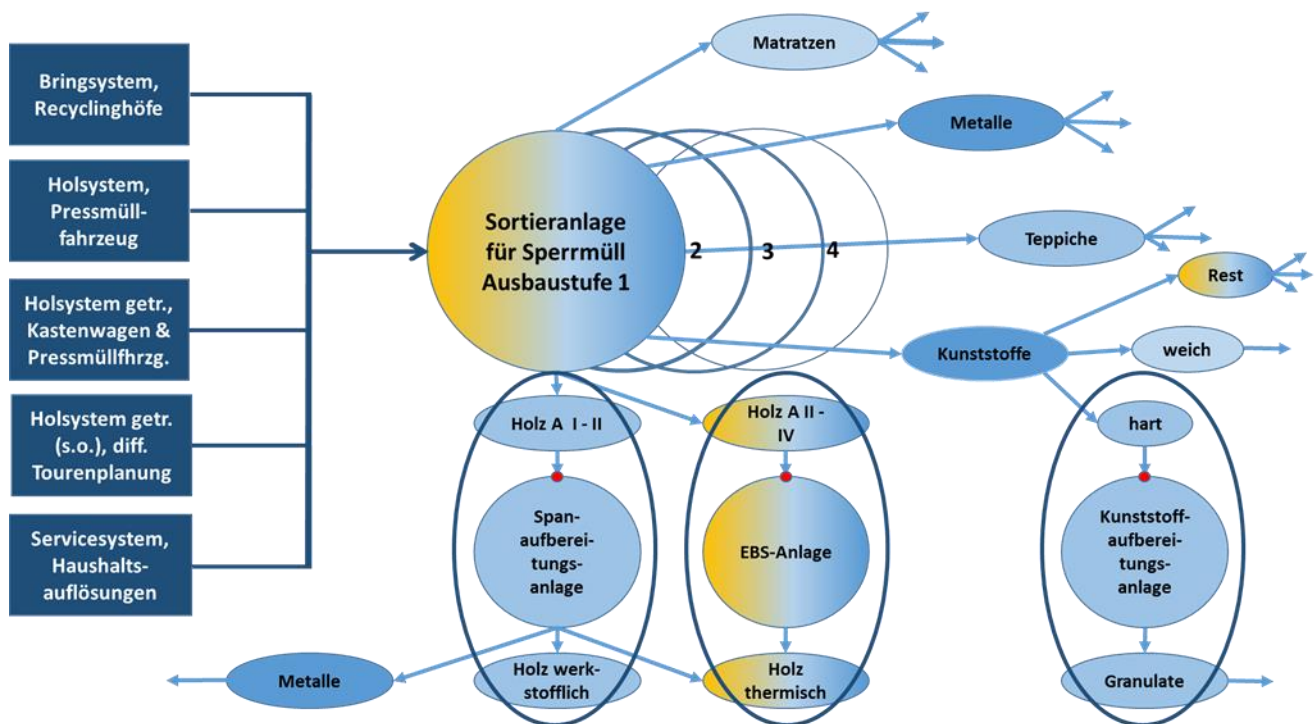 Bringsystem,
Recyclinghöfe
Holsystem,
Pressmüll-
fahrzeug
Holsystem getr.,
Kastenwagen &
Pressmüllfhrzg.
Holsystem getr.
(s.o.), diff.
Tourenplanung
Servicesystem,
Haushalts-
auflösungen
Sortieranlage
für Sperrmüll
Ausbaustufe 1
2
3
4
Matratzen
Metalle
Teppiche
Rest
Kunststoffe
weich
hart
Holz A I - II
Holz A II -
IV
Span-
aufberei-
tungs-
anlage
EBS-Anlage
Kunststoff-
aufberei-
tungs-
anlage
Metalle
Holz werk-
stofflich
Holz
thermisch
Granulate